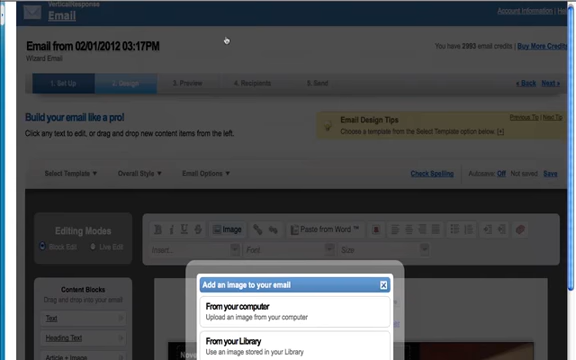 VerticalResponse
Account Information |
Email
Email from 02/01/2012 03:17PM
Wizard Email
You have 2993 email credits | Buy More Credits
1. Set Up
2. Design
3. Preview
4. Recipients
5. Send!
Back
Next
Build your email like a pro!
Click any text to edit, or drag and drop new content items from the left.
Email Design Tips
Previous Tip | Next Tip
Choose a template from the Select Template option below. [+]
Select Template
Overall Style
Email Options
Check Spelling
Autosave: Off
Not saved
Save
Editing Modes
Block Edit
Live Edit
B I U S
Image
Paste from Word ™
Insert...
Font
Size
Content Blocks
Drag and drop into your email
Text
Heading Text
Article + Image
Add an image to your email
From your computer
Upload an image from your computer
From your Library
Use an image stored in your Library